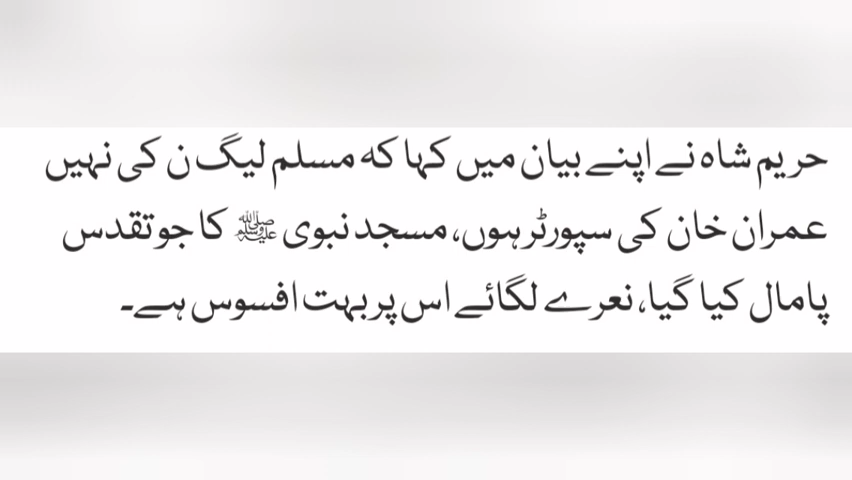 حریم شاہ نے اپنے بیان میں کہا کہ مسلم لیگ ن کی نہیں
عمران خان کی سپورٹر ہوں، مسجد نبوی ﷺ کا جو تقدس
پامال کیا گیا، نعرے لگائے اس پر بہت افسوس ہے۔